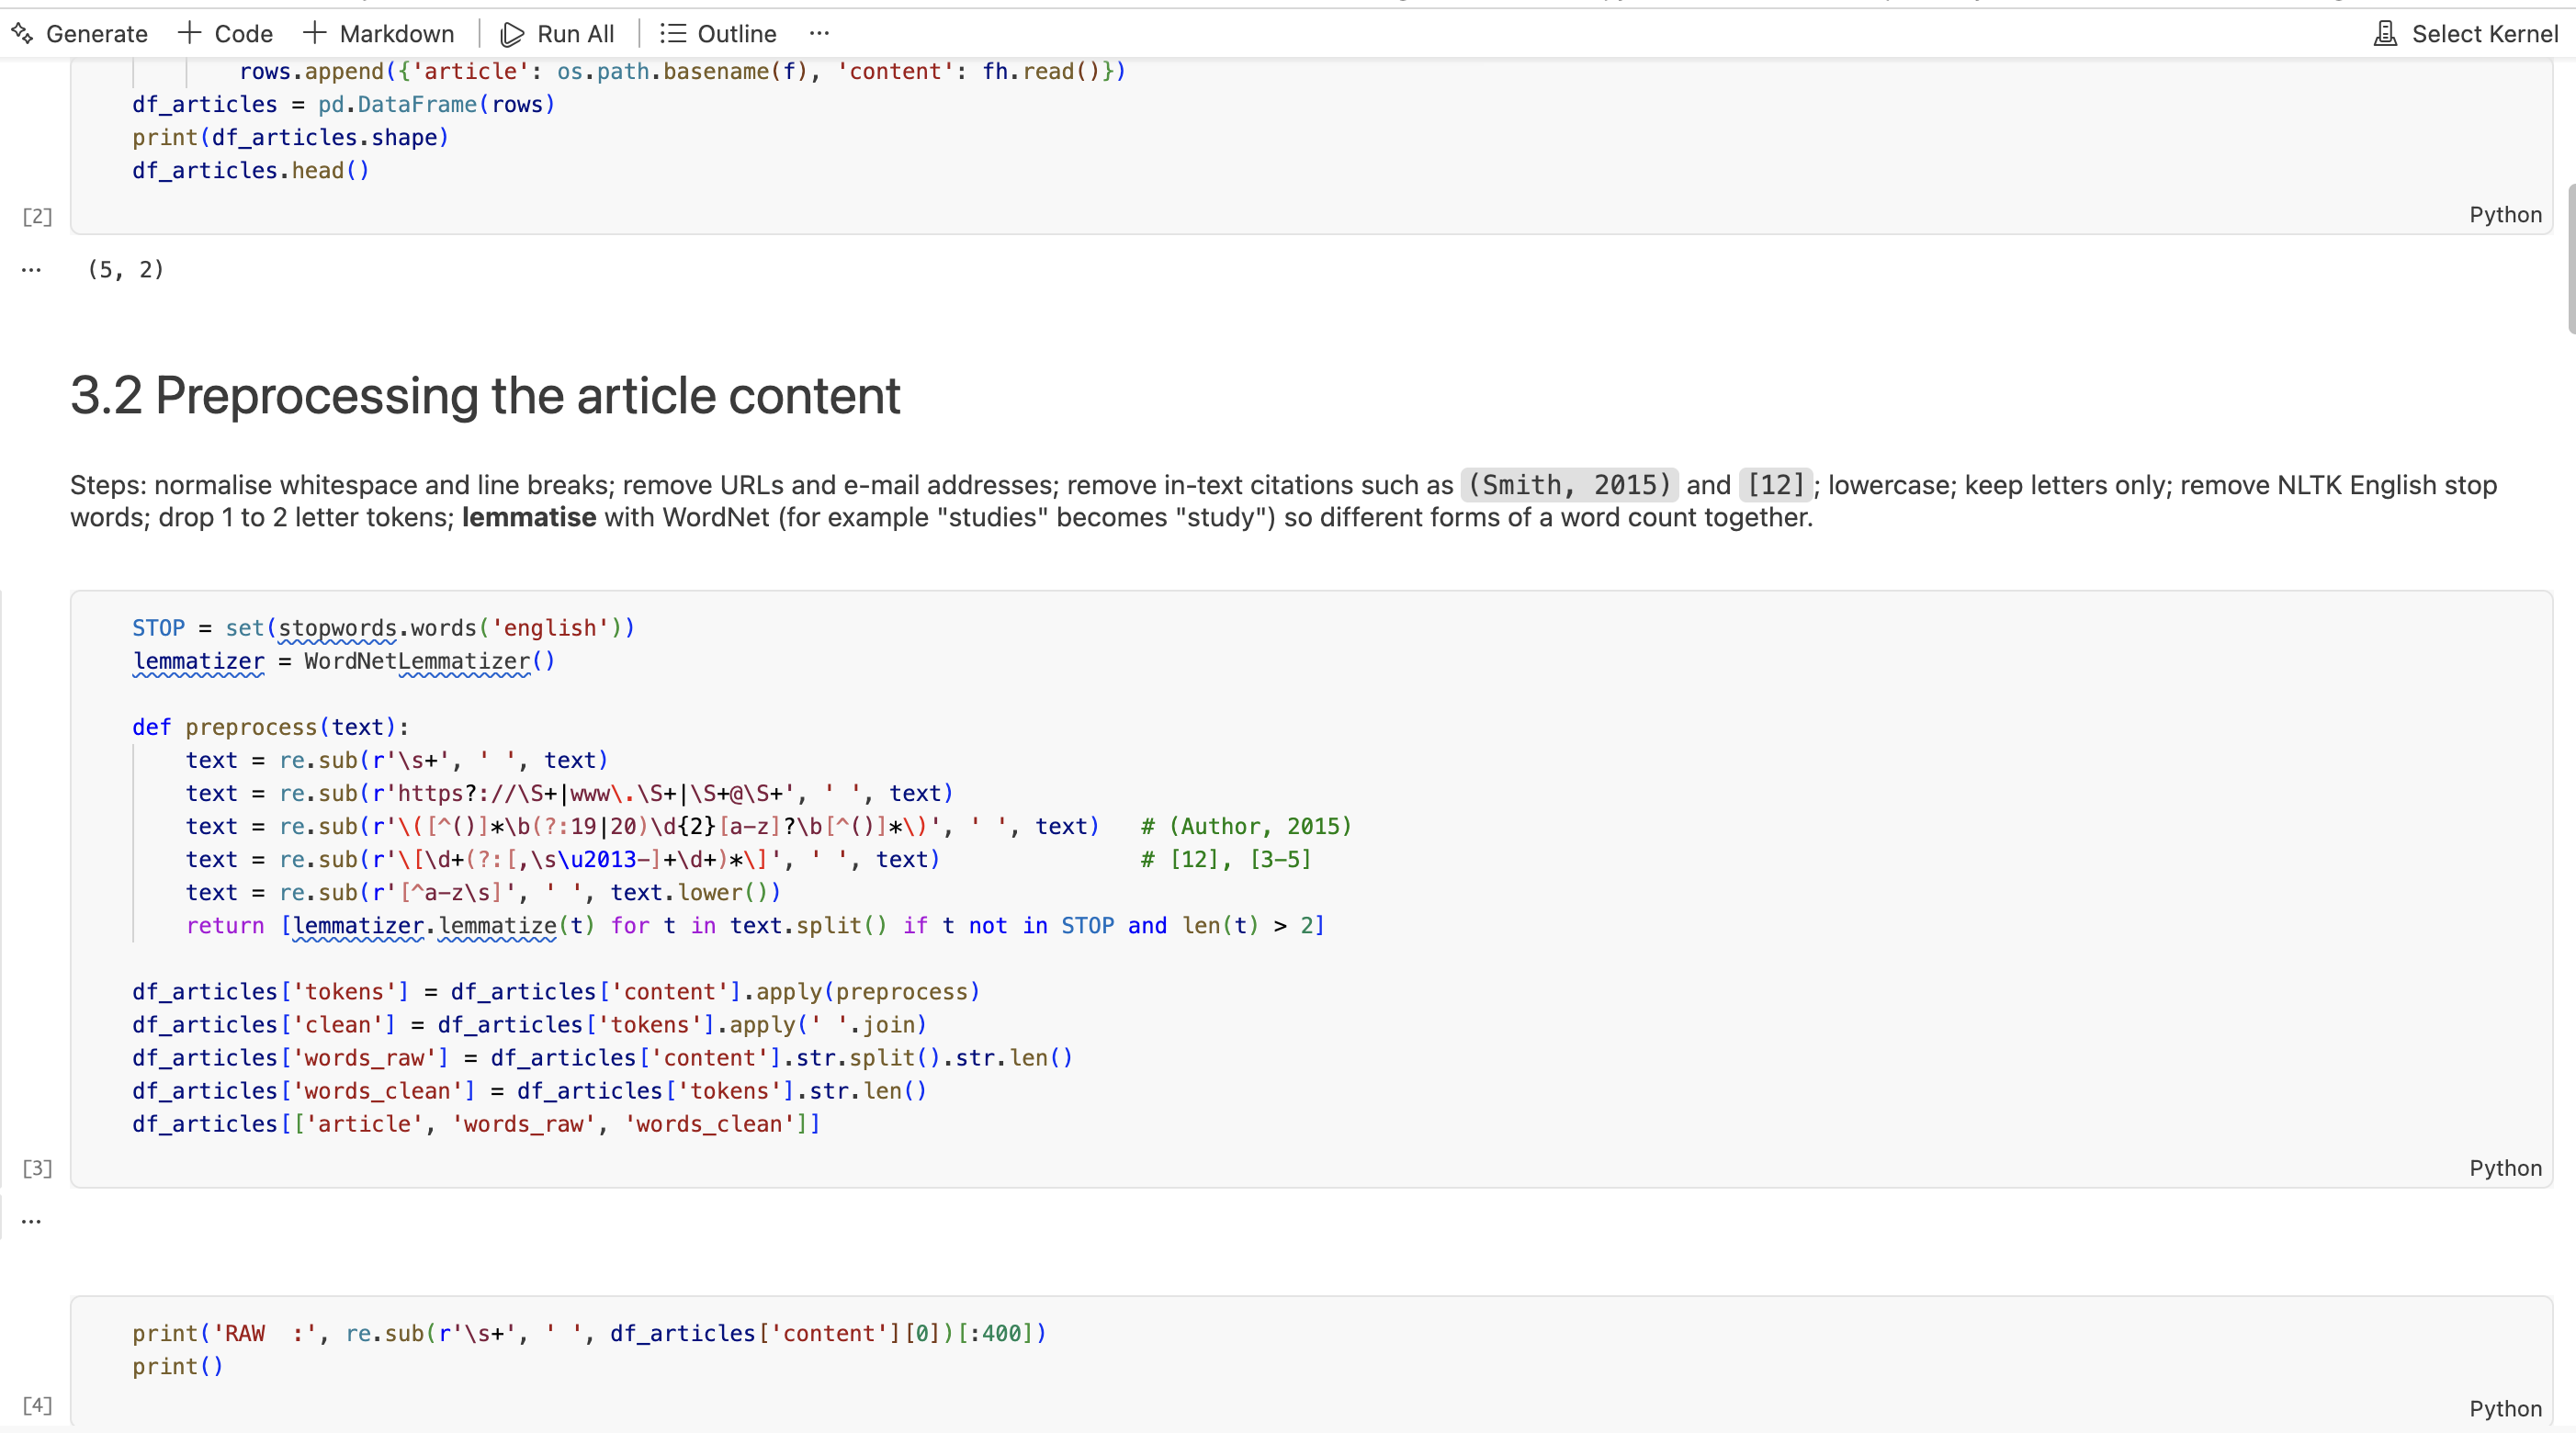 Generate Code Markdown Run All Outline ... Select Kernel
rows.append({'article': os.path.basename(f), 'content': fh.read()})
df_articles = pd.DataFrame(rows)
print(df_articles.shape)
df_articles.head()
[2] Python
... (5, 2)
3.2 Preprocessing the article content
Steps: normalise whitespace and line breaks; remove URLs and e-mail addresses; remove in-text citations such as (Smith, 2015) and [12]; lowercase; keep letters only; remove NLTK English stop
words; drop 1 to 2 letter tokens; lemmatise with WordNet (for example "studies" becomes "study") so different forms of a word count together.
STOP = set(stopwords.words('english'))
lemmatizer = WordNetLemmatizer()
def preprocess(text):
text = re.sub(r'\s+', ' ', text)
text = re.sub(r'https?://\S+|www\.\S+|\S+@\S+', ' ', text)
text = re.sub(r'\([^()]*\b(?:19|20)\d{2}[a-z]?\b[^()]*\)', ' ', text) # (Author, 2015)
text = re.sub(r'\[\d+(?:[,\s\u2013-]+\d+)*\]', ' ', text) # [12], [3-5]
text = re.sub(r'[^a-z\s]', ' ', text.lower())
return [lemmatizer.lemmatize(t) for t in text.split() if t not in STOP and len(t) > 2]
df_articles['tokens'] = df_articles['content'].apply(preprocess)
df_articles['clean'] = df_articles['tokens'].apply(' '.join)
df_articles['words_raw'] = df_articles['content'].str.split().str.len()
df_articles['words_clean'] = df_articles['tokens'].str.len()
df_articles[['article', 'words_raw', 'words_clean']]
[3] Python
...
print('RAW  :', re.sub(r'\s+', ' ', df_articles['content'][0])[:400])
print()
[4] Python